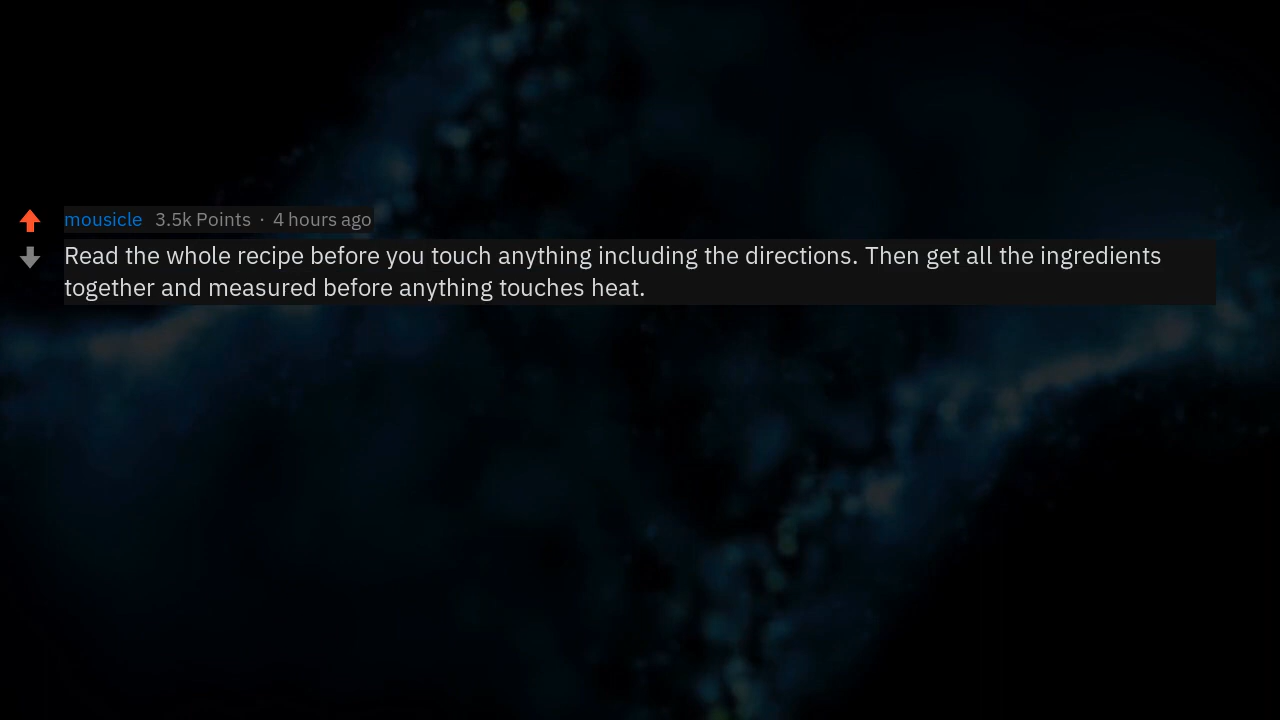 mousicle 3.5k Points · 4 hours ago
Read the whole recipe before you touch anything including the directions. Then get all the ingredients
together and measured before anything touches heat.